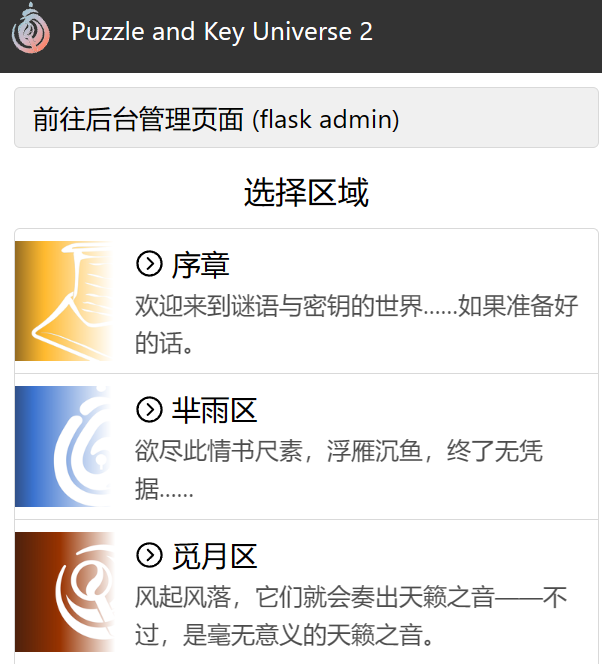 Puzzle and Key Universe 2
前往后台管理页面 (flask admin)
选择区域
序章
欢迎来到谜语与密钥的世界……如果准备好
的话。
芈雨区
欲尽此情书尺素，浮雁沉鱼，终了无凭
据……
觅月区
风起风落，它们就会奏出天籁之音——不
过，是毫无意义的天籁之音。